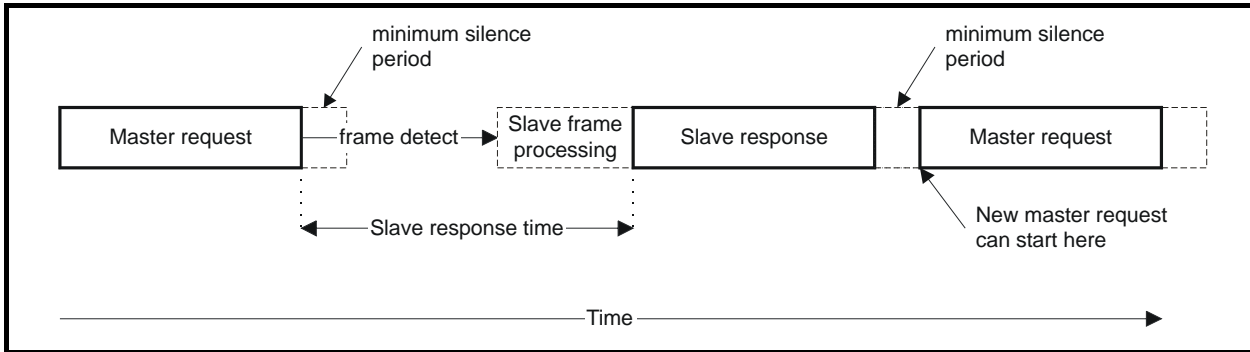 minimum silence
period
minimum silence
period
Master request
frame detect
Slave frame
processing
Slave response
Master request
Slave response time
New master request
can start here
Time